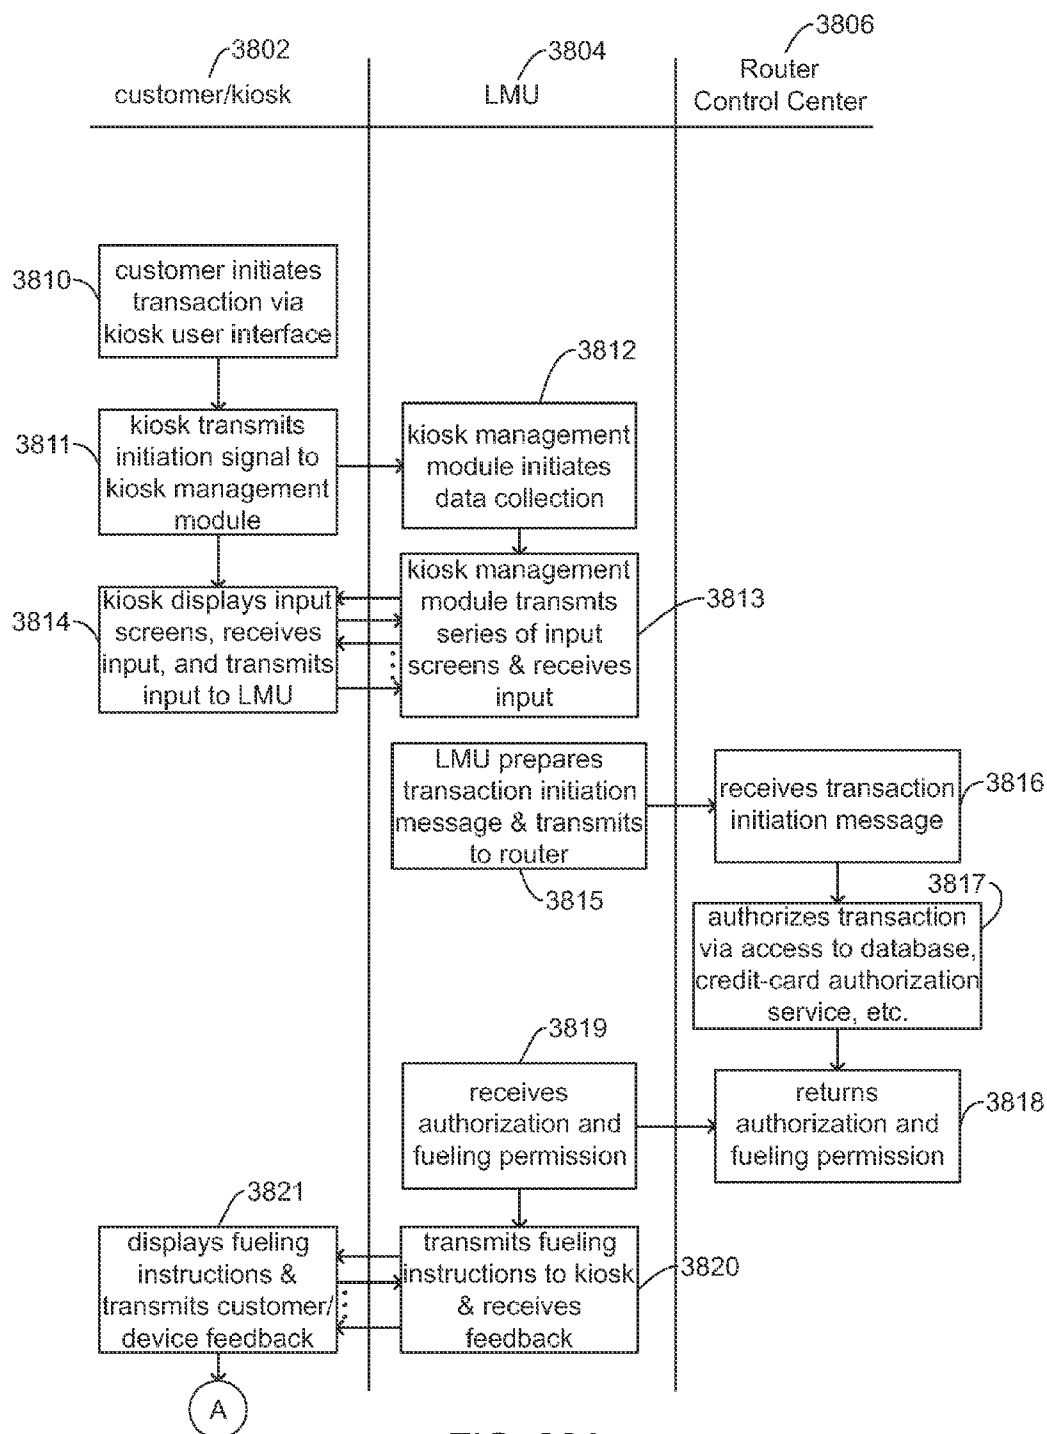 3802
customer/kiosk
3804
LMU
3806
Router
Control Center
3810
customer initiates
transaction via
kiosk user interface
3811
kiosk transmits
initiation signal to
kiosk management
module
3812
kiosk management
module initiates
data collection
3814
kiosk displays input
screens, receives
input, and transmits
input to LMU
3813
kiosk management
module transmts
series of input
screens & receives
input
LMU prepares
transaction initiation
message & transmits
to router
3815
3816
receives transaction
initiation message
3817
authorizes transaction
via access to database,
credit-card authorization
service, etc.
3819
receives
authorization and
fueling permission
3818
returns
authorization and
fueling permission
3821
displays fueling
instructions &
transmits customer/
device feedback
3820
transmits fueling
instructions to kiosk
& receives
feedback
A